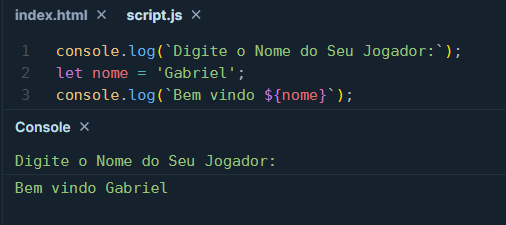 index.html × script.js ×
1 console.log(`Digite o Nome do Seu Jogador:`);
2 let nome = 'Gabriel';
3 console.log(`Bem vindo ${nome}`);
Console ×
Digite o Nome do Seu Jogador:
Bem vindo Gabriel